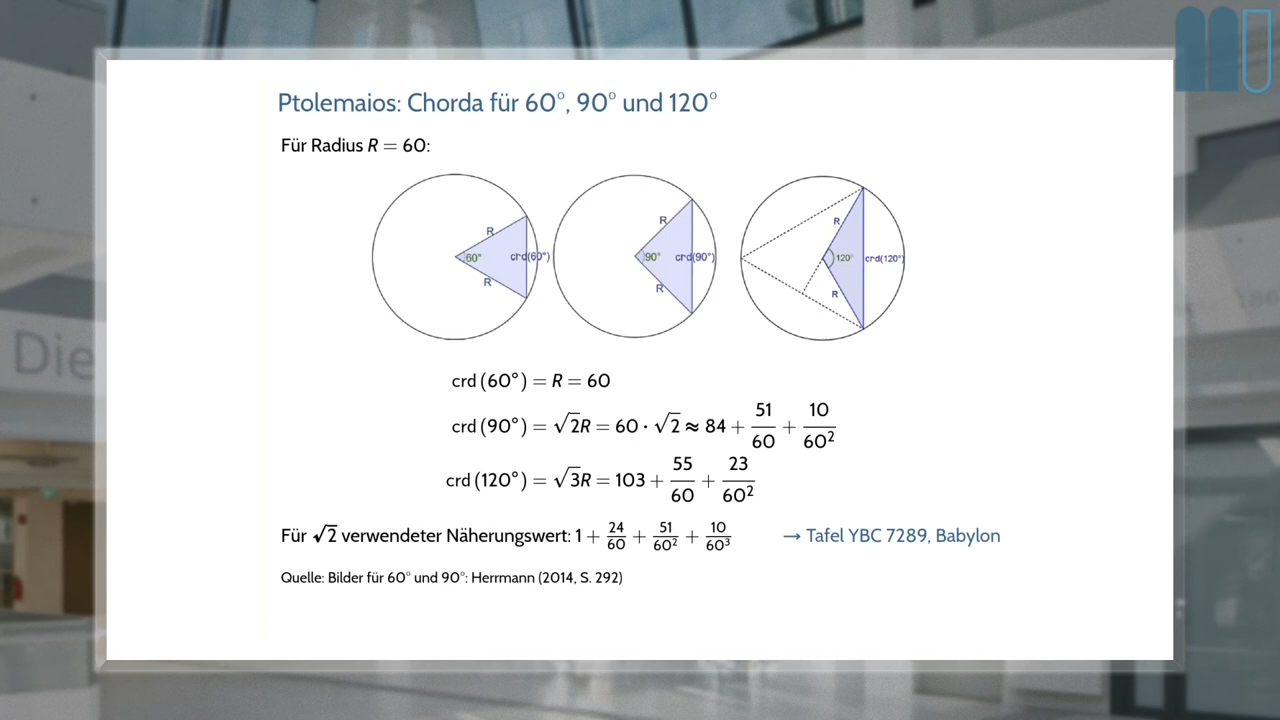 Ptolemaios: Chorda für 60°, 90° und 120°
Für Radius R = 60:
R
60°
crd(60°)
R
R
90°
crd(90°)
R
R
120°
crd(120°)
R
crd (60°) = R = 60
crd (90°) = √2R = 60 · √2 ≈ 84 + 51/60 + 10/60²
crd (120°) = √3R = 103 + 55/60 + 23/60²
Für √2 verwendeter Näherungswert: 1 + 24/60 + 51/60² + 10/60³ → Tafel YBC 7289, Babylon
Quelle: Bilder für 60° und 90°: Herrmann (2014, S. 292)
Die